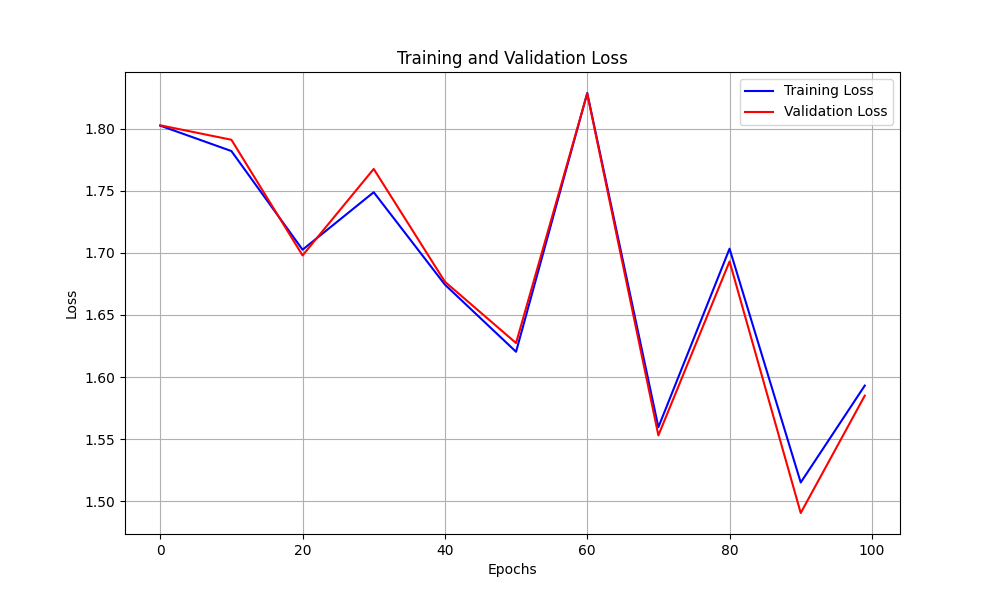 Training and Validation Loss
Training Loss
Validation Loss
1.80
1.75
1.70
1.65
1.60
1.55
1.50
Loss
0 20 40 60 80 100
Epochs